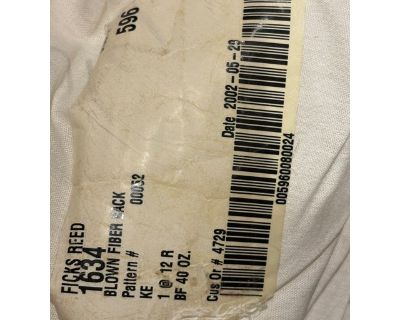 596
FICKS REED
1634
BLOWN FIBER BACK
Pattern # 00032
KE
1 @ 12 R
BF 40 OZ.
Cus Or # 4729
Date 2002-05-29
005960080024